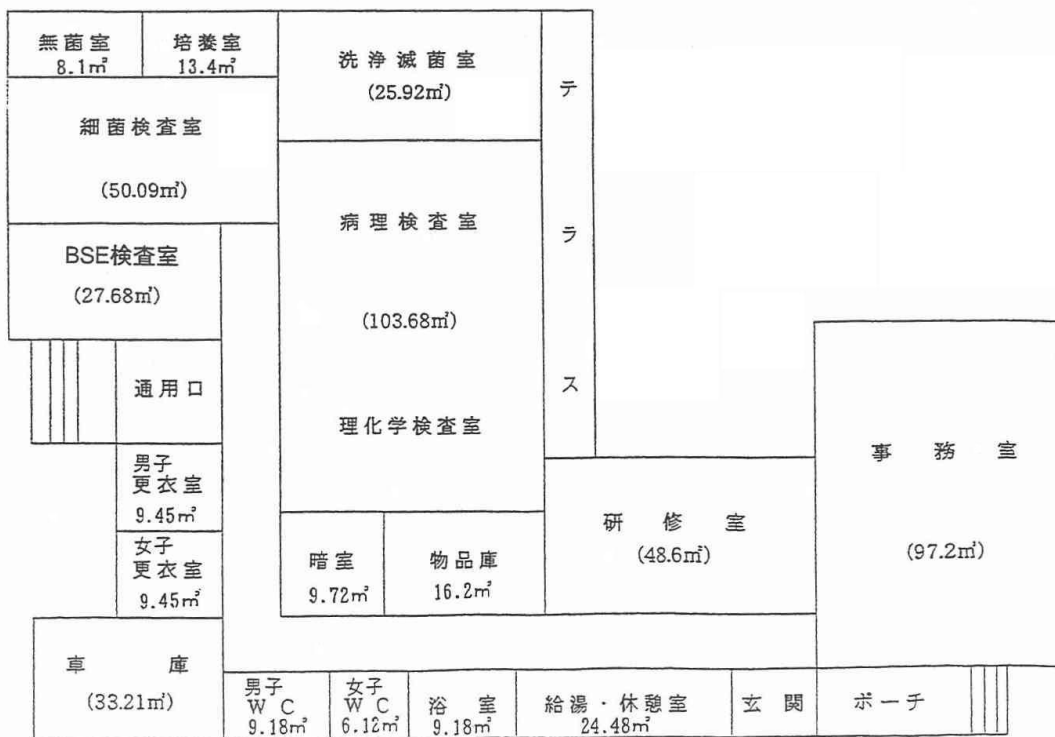 無菌室
8.1㎡
培養室
13.4㎡
洗浄滅菌室
(25.92㎡)
テラス
細菌検査室
(50.09㎡)
病理検査室
(103.68㎡)
理化学検査室
BSE検査室
(27.68㎡)
通用口
事務室
(97.2㎡)
男子
更衣室
9.45㎡
女子
更衣室
9.45㎡
研修室
(48.6㎡)
暗室
9.72㎡
物品庫
16.2㎡
車庫
(33.21㎡)
男子
WC
9.18㎡
女子
WC
6.12㎡
浴室
9.18㎡
給湯・休憩室
24.48㎡
玄関
ポーチ